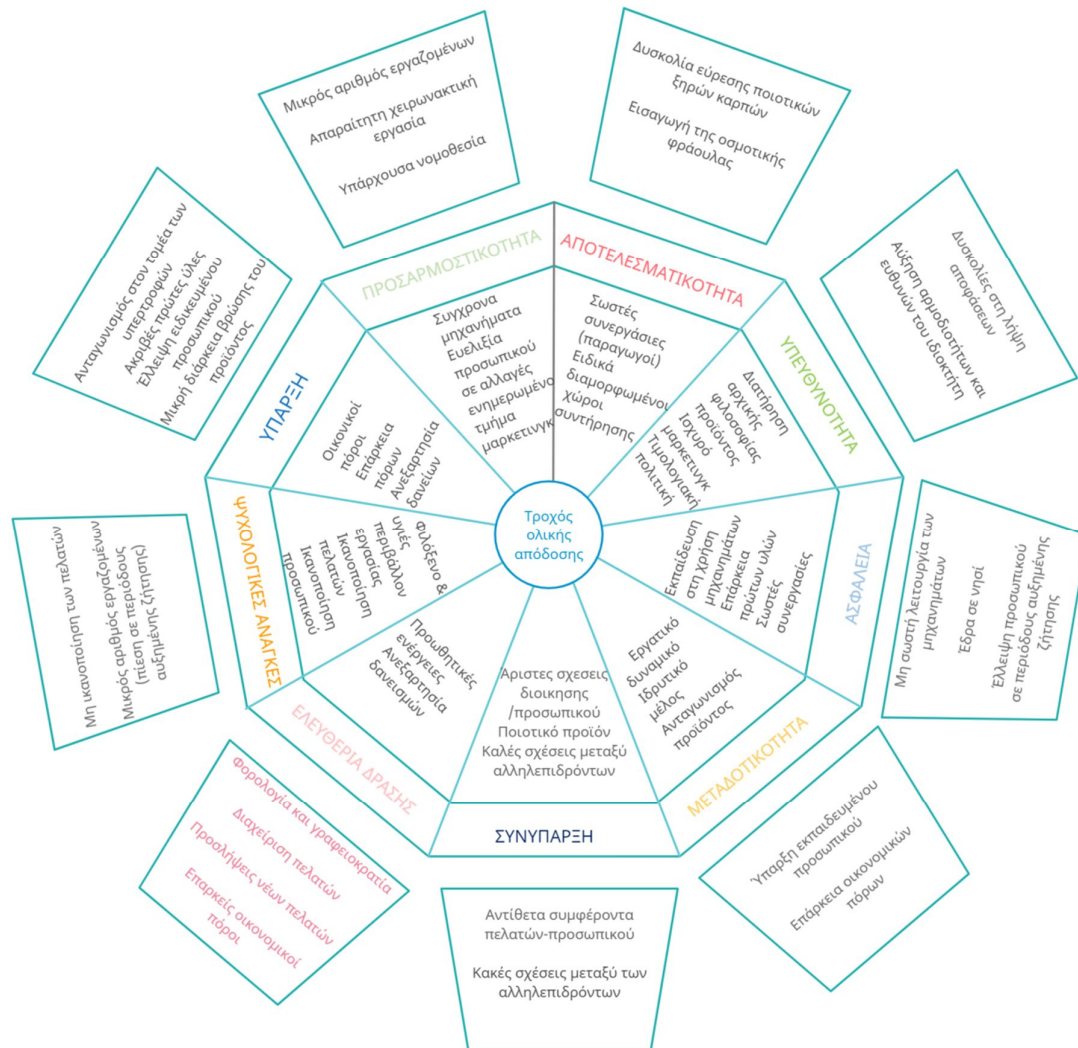 Μικρός αριθμός εργαζομένων
Απαραίτητη χειρωνακτική
εργασία
Υπάρχουσα νομοθεσία
Δυσκολία εύρεσης ποιοτικών
ξηρών καρπών
Εισαγωγή της οσμωτικής
φράουλας
Δυσκολίες στη λήψη
αποφάσεων
Αύξηση αρμοδιοτήτων και
ευθυνών του ιδιοκτήτη
Μη σωστή λειτουργία των
μηχανημάτων
Έδρα σε νησί
Έλλειψη προσωπικού
σε περιόδους αυξημένης
ζήτησης
Ύπαρξη εκπαιδευμένου
προσωπικού
Επάρκεια οικονομικών
πόρων
Αντίθετα συμφέροντα
πελατών-προσωπικού
Κακές σχέσεις μεταξύ των
αλληλεπιδρόντων
Φορολογία και γραφειοκρατία
Διαχείριση πελατών
Προσλήψεις νέων πελατών
Επαρκείς οικονομικοί
πόροι
Μη ικανοποίηση των πελατών
Μικρός αριθμός εργαζομένων
(πίεση σε περιόδους
αυξημένης ζήτησης)
Ανταγωνισμός στον τομέα των
υπερτροφών
Ακριβές πρώτες ύλες
Έλλειψη ειδικευμένου
προσωπικού
Μικρή διάρκεια βρώσης του
προϊόντος
ΠΡΟΣΑΡΜΟΣΤΙΚΟΤΗΤΑ
ΑΠΟΤΕΛΕΣΜΑΤΙΚΟΤΗΤΑ
ΥΠΕΥΘΥΝΟΤΗΤΑ
ΑΣΦΑΛΕΙΑ
ΜΕΤΑΔΟΤΙΚΟΤΗΤΑ
ΣΥΝΥΠΑΡΞΗ
ΕΛΕΥΘΕΡΙΑ ΔΡΑΣΗΣ
ΨΥΧΟΛΟΓΙΚΕΣ ΑΝΑΓΚΕΣ
ΥΠΑΡΞΗ
Συγχρονα
μηχανήματα
Ευελιξία
προσωπικού
σε αλλαγές
ενημερωμένο
τμήμα
μαρκετινγκ
Σωστές
συνεργάσιες
(παραγωγοί)
Ειδικά
διαμορφωμένοι
χώροι
συντήρησης
Διατήρηση
αρχικής
φιλοσοφίας
προϊόντος
Ισχυρό
μαρκετινγκ
Τιμολογιακή
πολιτική
Εκπαίδευση
στη χρήση
μηχανημάτων
Επάρκεια
πρώτων υλών
Σωστές
συνεργασίες
Εργατικό
δυναμικό
Ιδρυτικό
μέλος
Ανταγωνισμός
προϊόντος
Άριστες σχεσεις
διοικησης
/προσωπικού
Ποιοτικό προϊόν
Καλές σχέσεις μεταξύ
αλληλεπιδρόντων
Προωθητικές
ενέργειες
Ανεξαρτησία
δανεισμών
Φιλόξενο &
υγιές
περιβάλλον
εργασίας
Ικανοποίηση
πελατών
Ικανοποίηση
προσωπικού
Οικονικοί
πόροι
Επάρκεια
πόρων
Ανεξαρτησία
δανείων
Τροχός
ολικής
απόδοσης